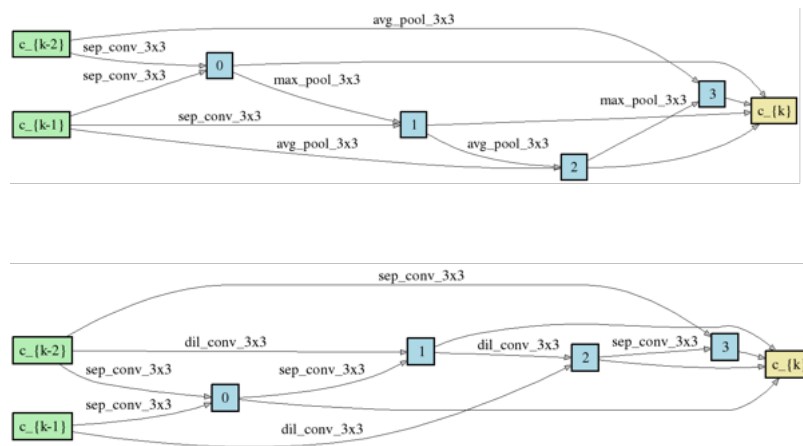 avg_pool_3x3
c_{k-2}
sep_conv_3x3
0
sep_conv_3x3
max_pool_3x3
3
max_pool_3x3
c_{k}
c_{k-1}
sep_conv_3x3
1
avg_pool_3x3
avg_pool_3x3
2
sep_conv_3x3
c_{k-2}
dil_conv_3x3
1
dil_conv_3x3
2
sep_conv_3x3
3
c_{k
sep_conv_3x3
sep_conv_3x3
0
sep_conv_3x3
c_{k-1}
dil_conv_3x3